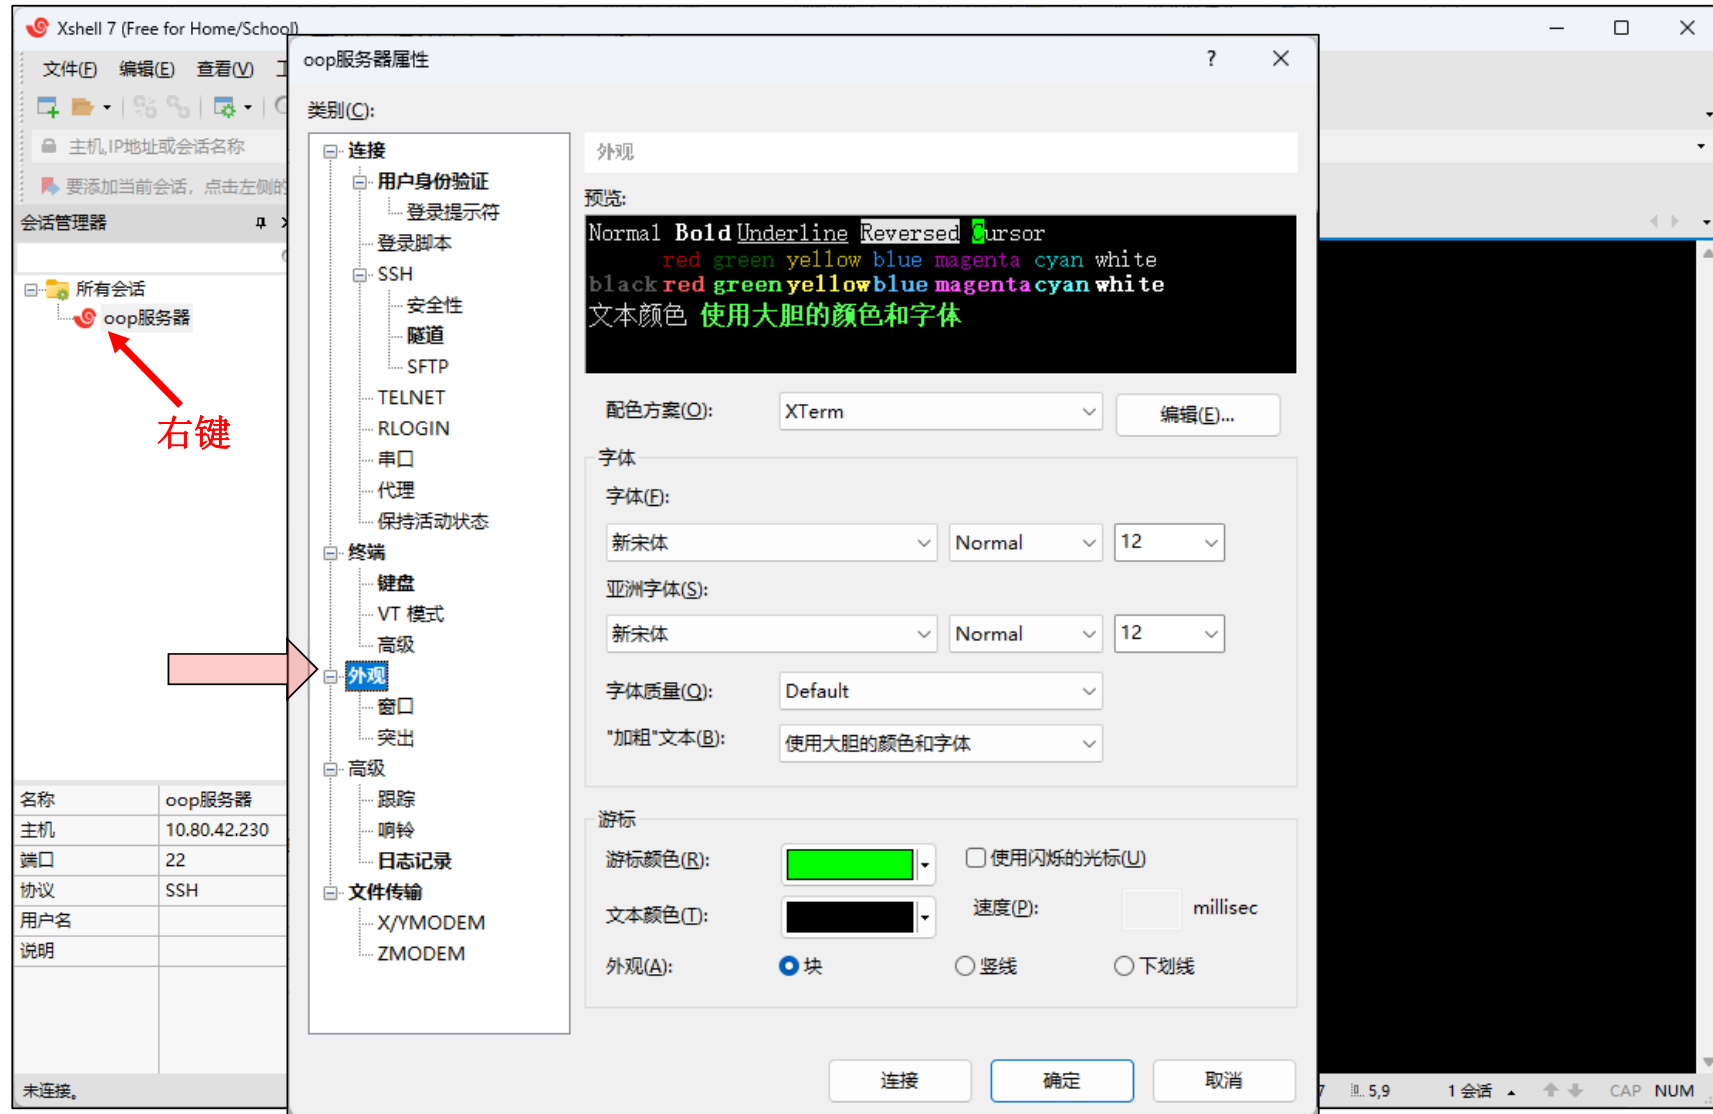 Xshell 7 (Free for Home/School)
文件(F) 编辑(E) 查看(V)
主机,IP地址或会话名称
要添加当前会话，点击左侧的
会话管理器
所有会话
oop服务器
右键
名称 oop服务器
主机 10.80.42.230
端口 22
协议 SSH
用户名
说明
未连接。
oop服务器属性
类别(C):
连接
用户身份验证
登录提示符
登录脚本
SSH
安全性
隧道
SFTP
TELNET
RLOGIN
串口
代理
保持活动状态
终端
键盘
VT 模式
高级
外观
窗口
突出
高级
跟踪
响铃
日志记录
文件传输
X/YMODEM
ZMODEM
外观
预览:
Normal Bold Underline Reversed Cursor
red green yellow blue magenta cyan white
black red green yellow blue magenta cyan white
文本颜色 使用大胆的颜色和字体
配色方案(O): XTerm 编辑(E)...
字体
字体(F):
新宋体 Normal 12
亚洲字体(S):
新宋体 Normal 12
字体质量(Q): Default
"加粗"文本(B): 使用大胆的颜色和字体
游标
游标颜色(R): 使用闪烁的光标(U)
文本颜色(T): 速度(P): millisec
外观(A): 块 竖线 下划线
连接 确定 取消
5,9 1 会话 CAP NUM